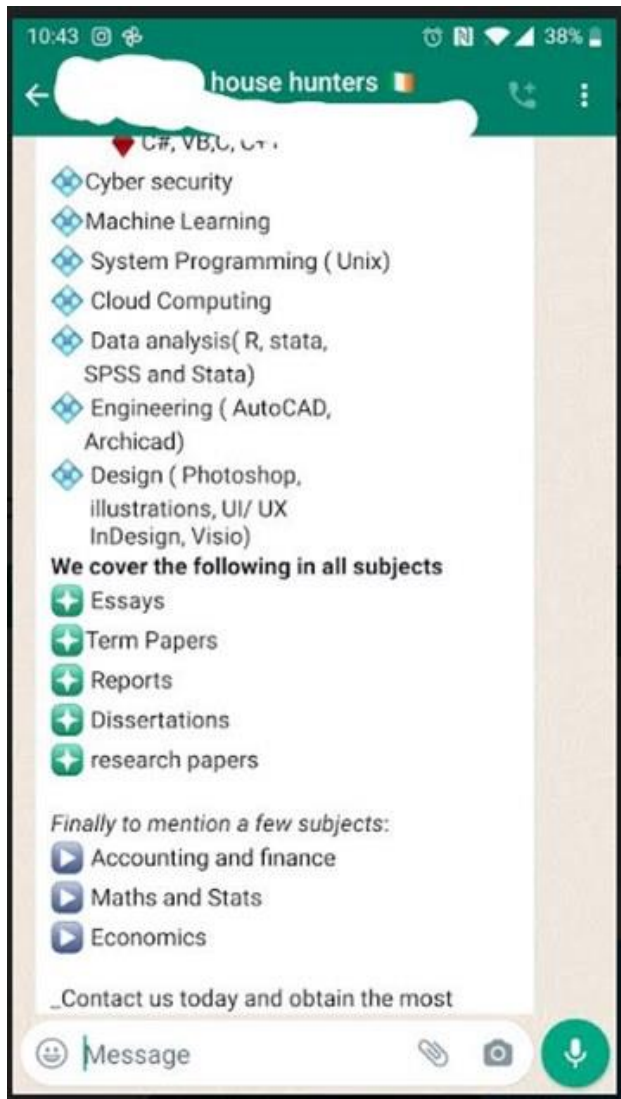 10:43
38%
house hunters
C#, VB,C, C++
Cyber security
Machine Learning
System Programming ( Unix)
Cloud Computing
Data analysis( R, stata,
SPSS and Stata)
Engineering ( AutoCAD,
Archicad)
Design ( Photoshop,
illustrations, UI/ UX
InDesign, Visio)
We cover the following in all subjects
Essays
Term Papers
Reports
Dissertations
research papers
Finally to mention a few subjects:
Accounting and finance
Maths and Stats
Economics
_Contact us today and obtain the most
Message